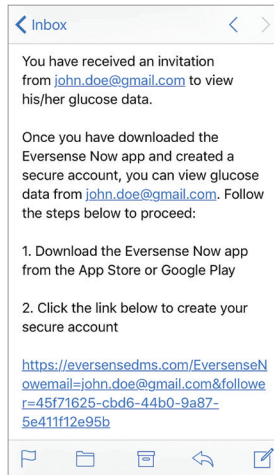 Inbox
You have received an invitation
from john.doe@gmail.com to view
his/her glucose data.
Once you have downloaded the
Eversense Now app and created a
secure account, you can view glucose
data from john.doe@gmail.com. Follow
the steps below to proceed:
1. Download the Eversense Now app
from the App Store or Google Play
2. Click the link below to create your
secure account
https://eversensedms.com/EversenseN
owemail=john.doe@gmail.com&followe
r=45f71625-cbd6-44b0-9a87-
5e411f12e95b